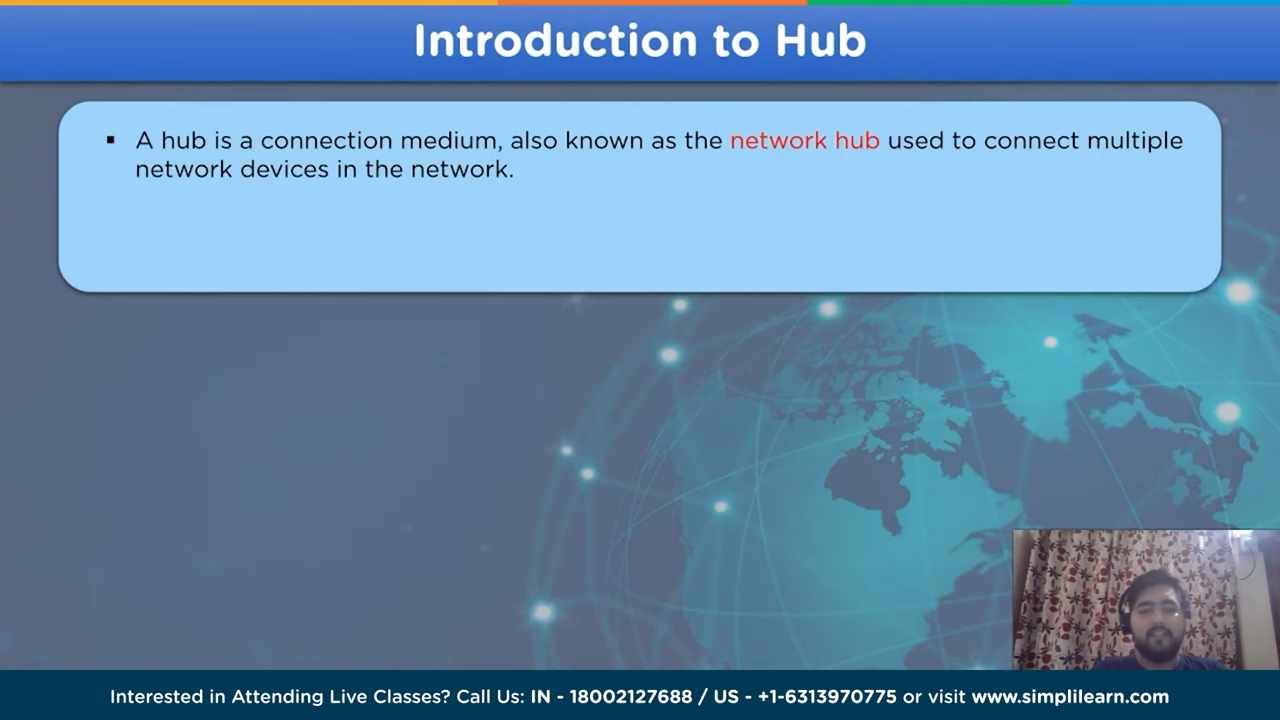 Introduction to Hub
▪ A hub is a connection medium, also known as the network hub used to connect multiple
network devices in the network.
Interested in Attending Live Classes? Call Us: IN - 18002127688 / US - +1-6313970775 or visit www.simplilearn.com